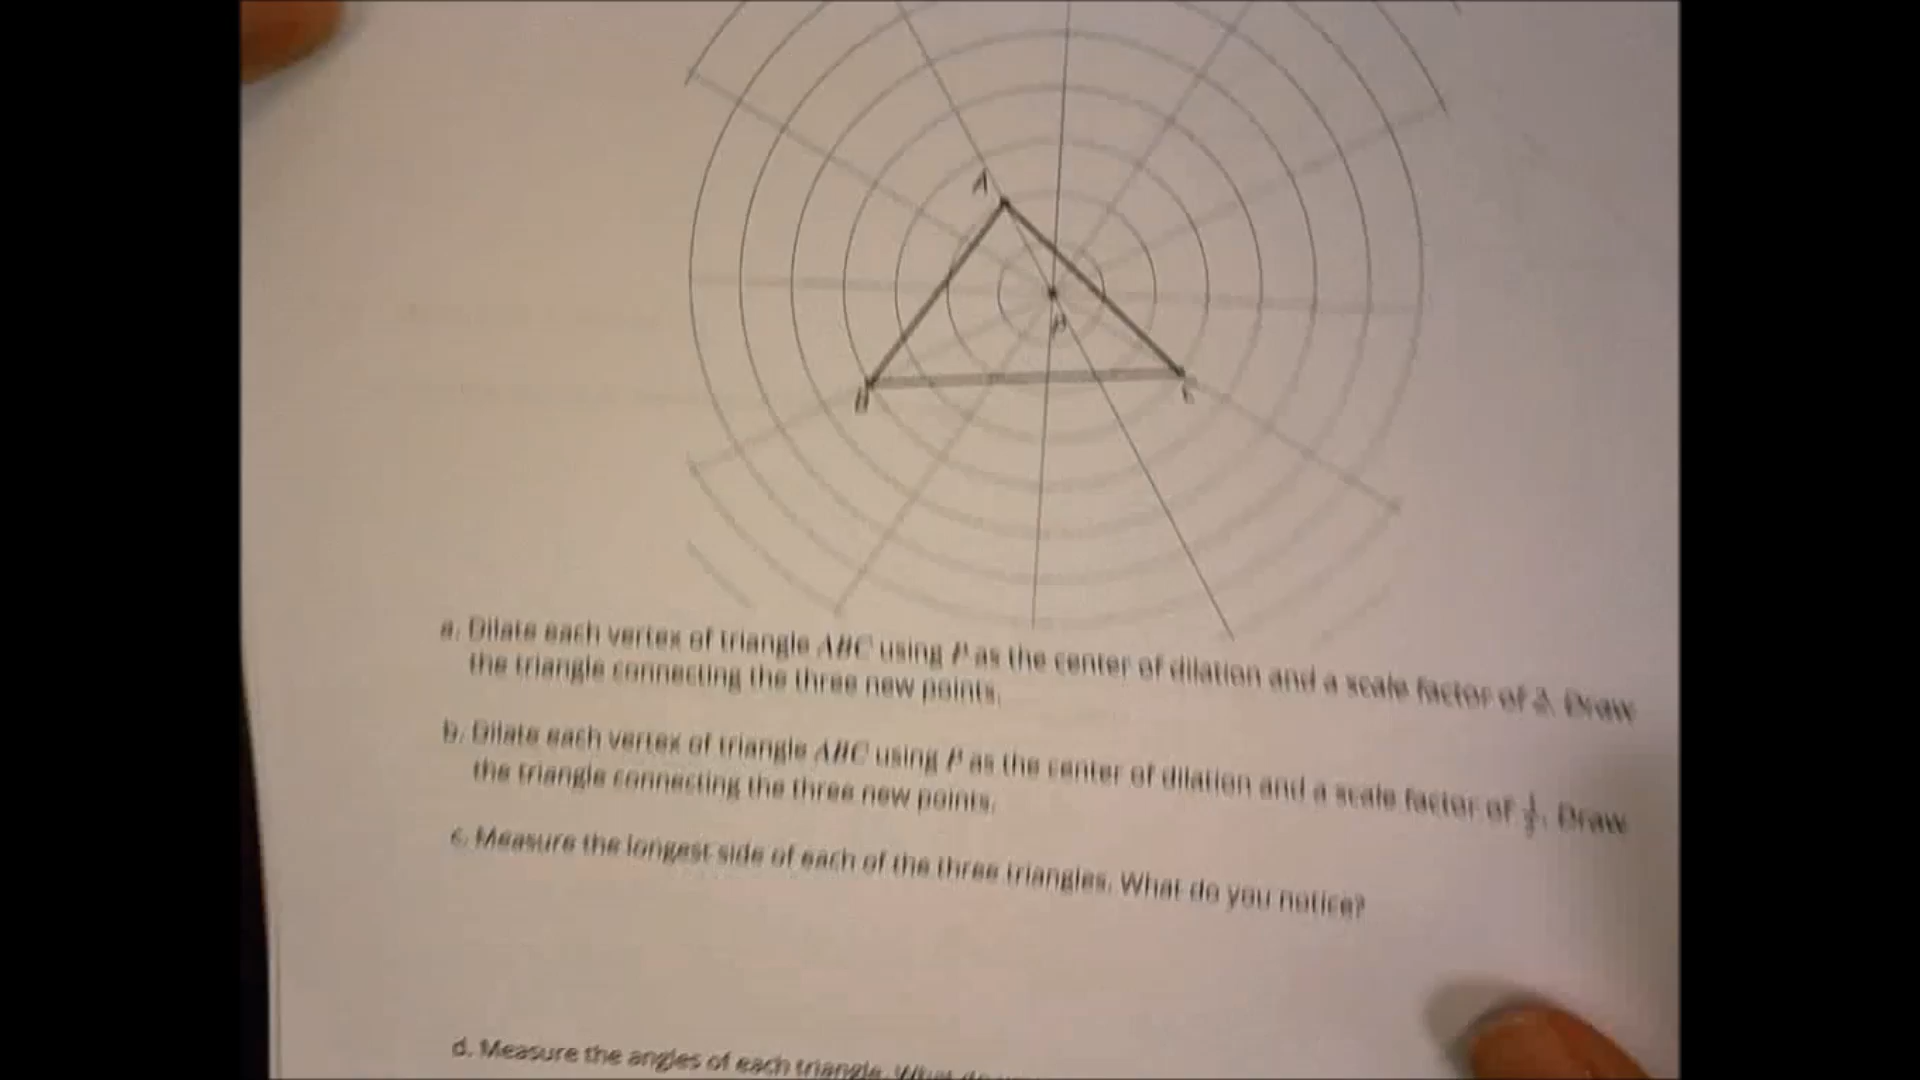 A
P
B
C
a. Dilate each vertex of triangle ABC using P as the center of dilation and a scale factor of 2. Draw
the triangle connecting the three new points.
b. Dilate each vertex of triangle ABC using P as the center of dilation and a scale factor of 1/2. Draw
the triangle connecting the three new points.
c. Measure the longest side of each of the three triangles. What do you notice?
d. Measure the angles of each triangle. What do